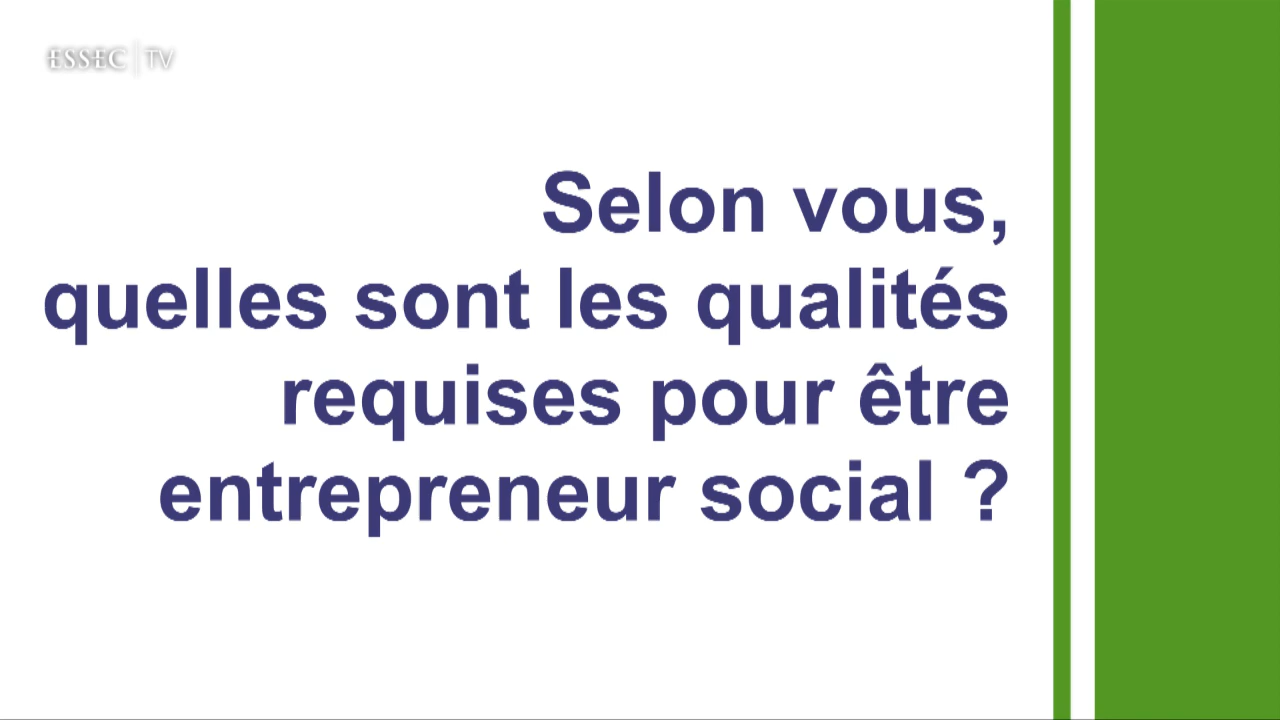 ESSEC | TV
Selon vous,
quelles sont les qualités
requises pour être
entrepreneur social ?